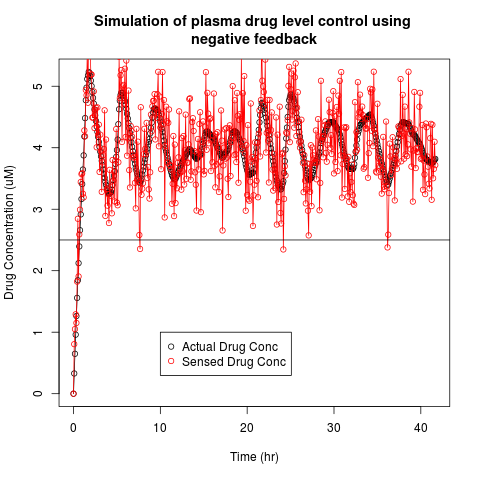 Simulation of plasma drug level control using
negative feedback
Drug Concentration (uM)
5
4
3
2
1
0
Actual Drug Conc
Sensed Drug Conc
0 10 20 30 40
Time (hr)